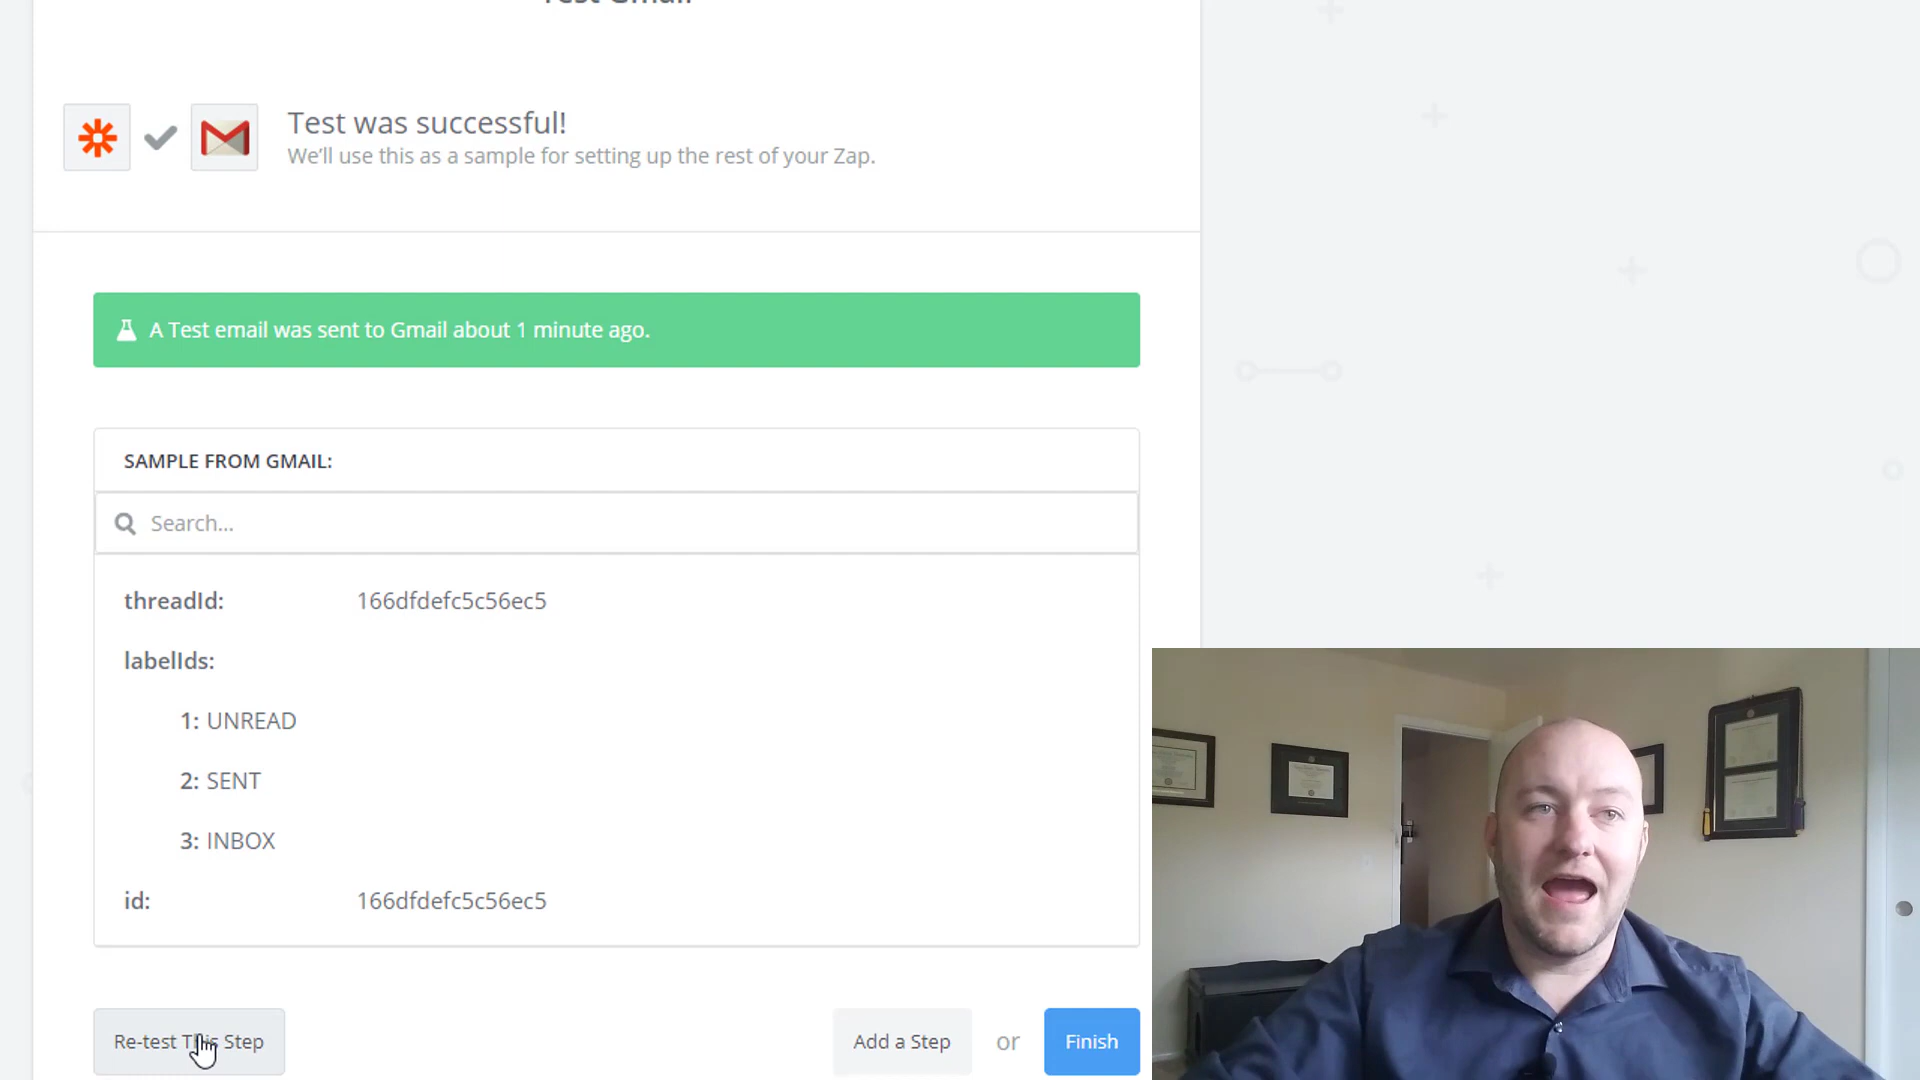 Test Gmail
Test was successful!
We'll use this as a sample for setting up the rest of your Zap.
A Test email was sent to Gmail about 1 minute ago.
SAMPLE FROM GMAIL:
Search...
threadId: 166dfdefc5c56ec5
labelIds:
1: UNREAD
2: SENT
3: INBOX
id: 166dfdefc5c56ec5
Re-test This Step
Add a Step or Finish